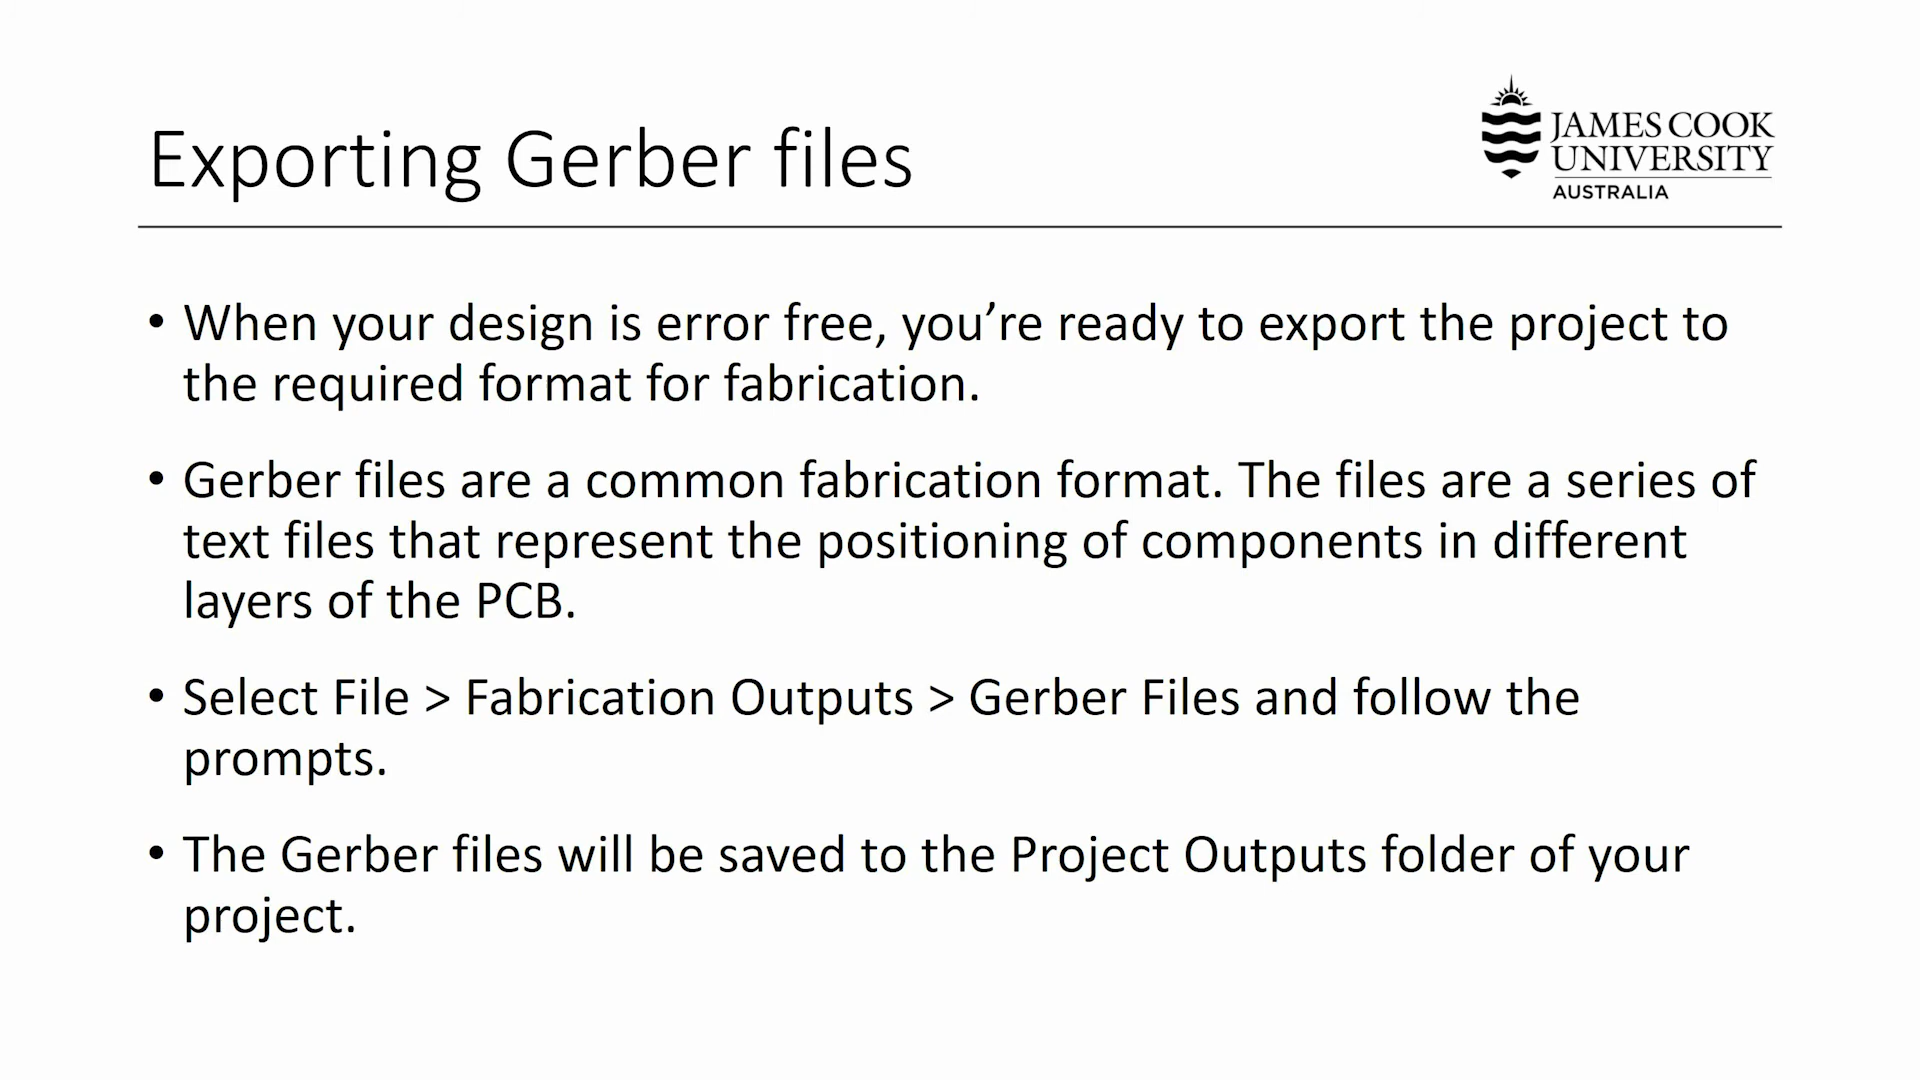 Exporting Gerber files
JAMES COOK
UNIVERSITY
AUSTRALIA
• When your design is error free, you’re ready to export the project to
the required format for fabrication.
• Gerber files are a common fabrication format. The files are a series of
text files that represent the positioning of components in different
layers of the PCB.
• Select File > Fabrication Outputs > Gerber Files and follow the
prompts.
• The Gerber files will be saved to the Project Outputs folder of your
project.